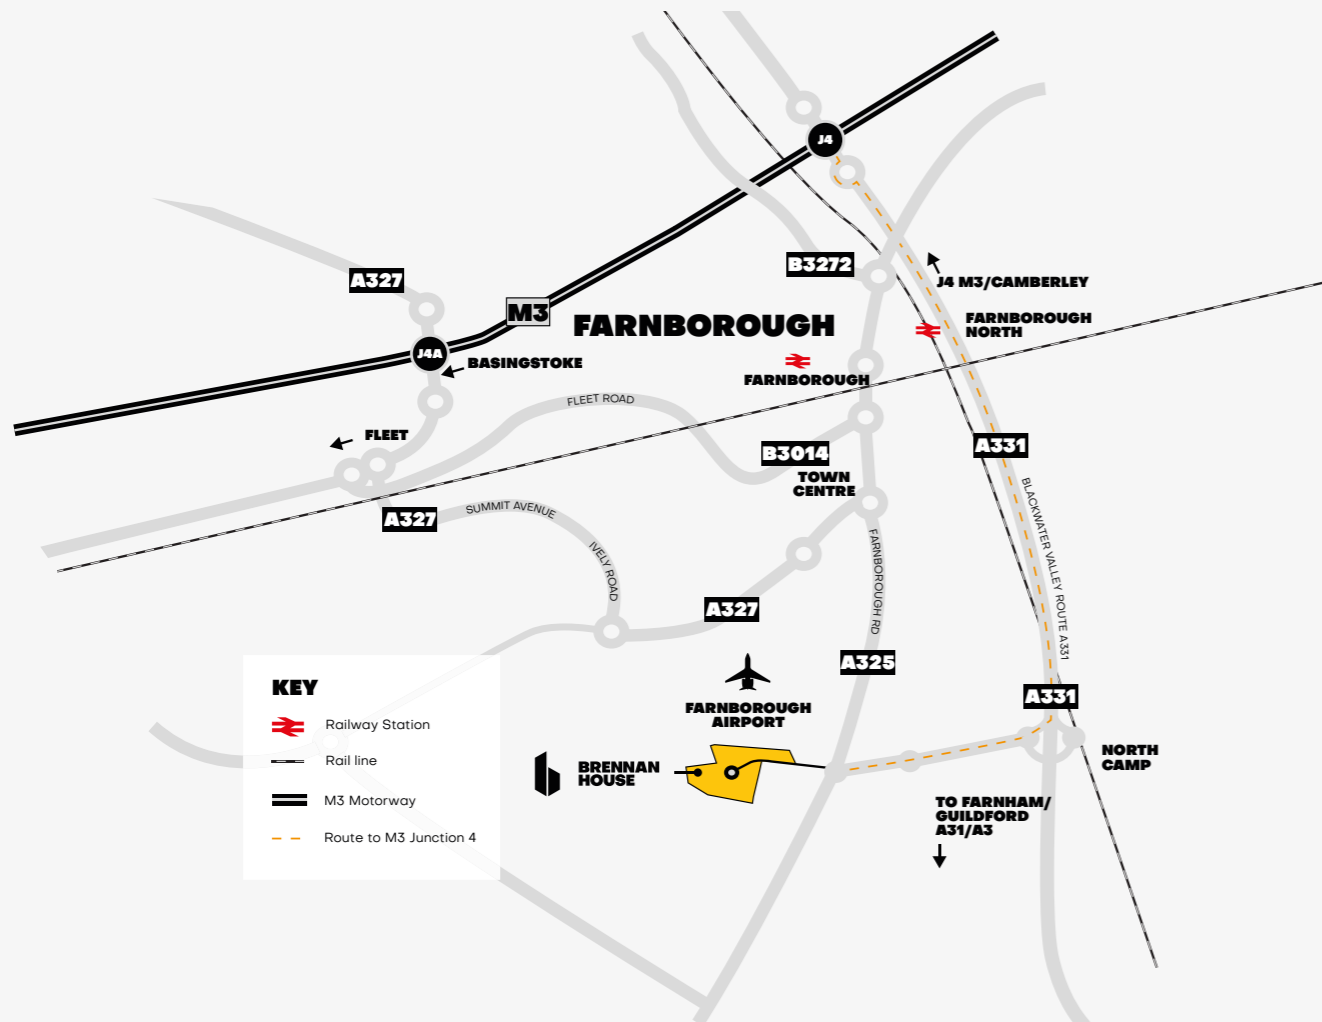 J4
B3272
A327
J4 M3/CAMBERLEY
M3
FARNBOROUGH
FARNBOROUGH
NORTH
J4A
BASINGSTOKE
FARNBOROUGH
FLEET ROAD
FLEET
A331
B3014
TOWN
CENTRE
A327
SUMMIT AVENUE
IVELY ROAD
BLACKWATER VALLEY ROUTE A331
FARNBOROUGH RD
A327
A325
FARNBOROUGH
AIRPORT
A331
NORTH
CAMP
BRENNAN
HOUSE
TO FARNHAM/
GUILDFORD
A31/A3
KEY
Railway Station
Rail line
M3 Motorway
Route to M3 Junction 4